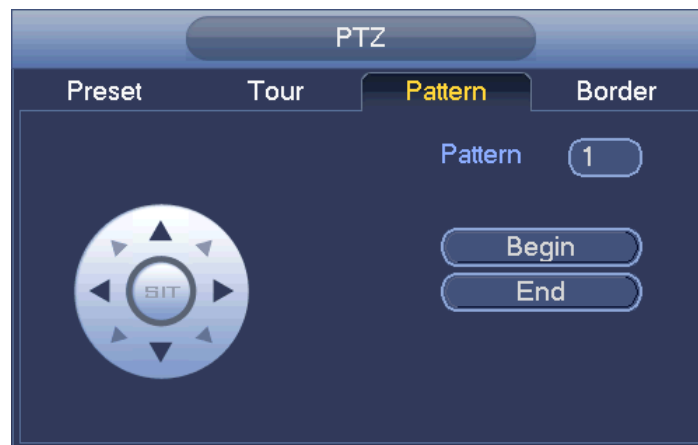 PTZ
Preset Tour Pattern Border
Pattern 1
Begin
SIT
End